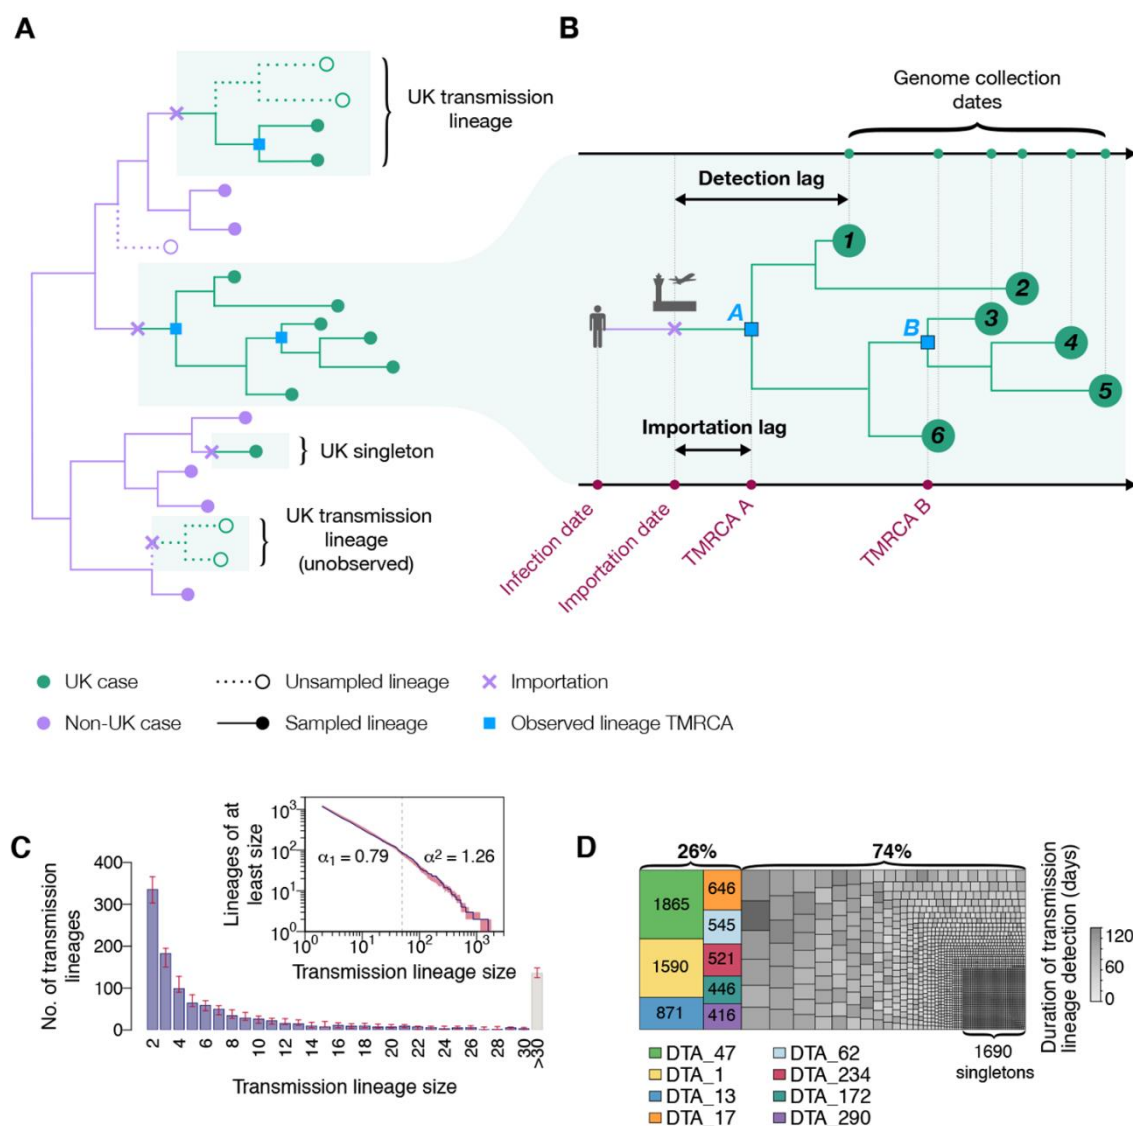 A
UK transmission
lineage
UK singleton
UK transmission
lineage
(unobserved)
B
Genome collection
dates
Detection lag
1
2
A
3
B
4
5
6
Importation lag
Infection date
Importation date
TMRCA A
TMRCA B
UK case
Unsampled lineage
Importation
Non-UK case
Sampled lineage
Observed lineage TMRCA
C
No. of transmission
lineages
400
300
200
100
0
2
4
6
8
10
12
14
16
18
20
22
24
26
28
30
>30
Transmission lineage size
Lineages of at
least size
10³
10²
10¹
10⁰
α₁ = 0.79
α² = 1.26
10⁰
10¹
10²
10³
Transmission lineage size
D
26%
74%
1865
646
545
1590
521
446
871
416
1690
singletons
Duration of transmission
lineage detection (days)
120
60
0
DTA_47
DTA_62
DTA_1
DTA_234
DTA_13
DTA_172
DTA_17
DTA_290